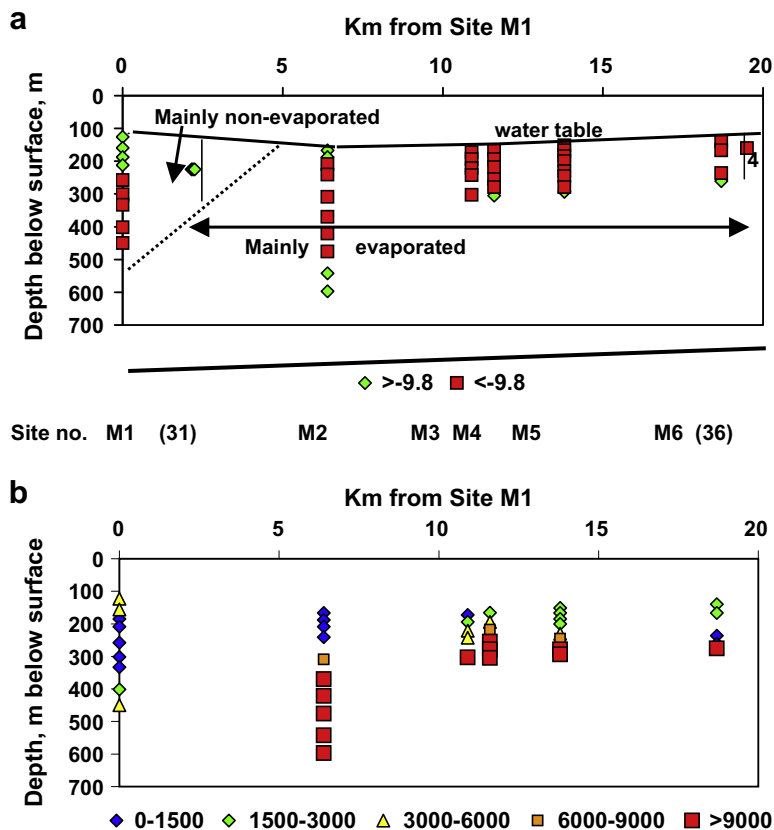 a
Km from Site M1
0 5 10 15 20
Depth below surface, m
0
100
200
300
400
500
600
700
Mainly non-evaporated
water table
4
Mainly evaporated
>-9.8 <-9.8
Site no. M1 (31) M2 M3 M4 M5 M6 (36)
b
Km from Site M1
0 5 10 15 20
Depth, m below surface
0
100
200
300
400
500
600
700
0-1500 1500-3000 3000-6000 6000-9000 >9000